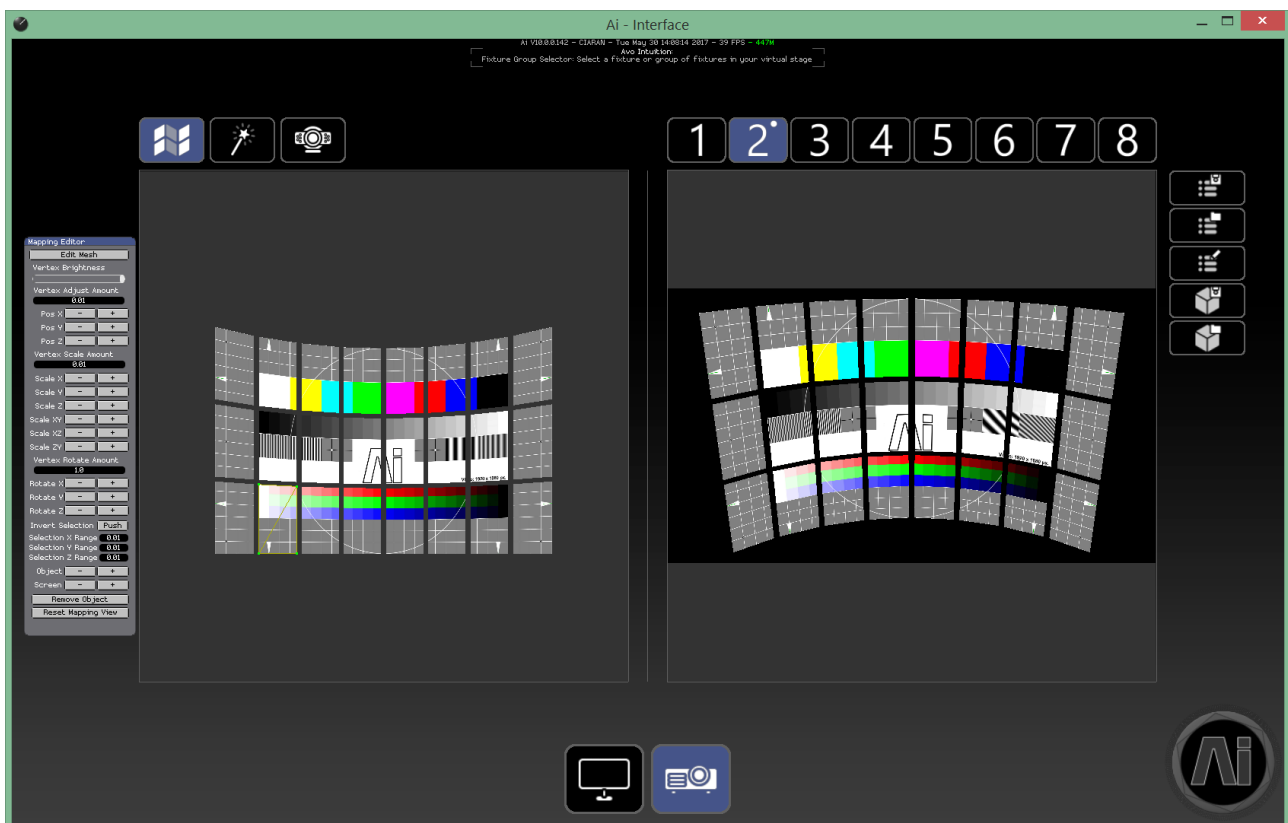 Ai - Interface
Ai V10.0.0.142 - CIARAN - Tue May 30 14:08:14 2017 - 39 FPS - 447M
Avo Intuition:
Fixture Group Selector: Select a fixture or group of fixtures in your virtual stage
1 2 3 4 5 6 7 8
Mapping Editor
Edit Mesh
Vertex Brightness
Vertex Adjust Amount
0.01
Pos X - +
Pos Y - +
Pos Z - +
Vertex Scale Amount
0.01
Scale X - +
Scale Y - +
Scale Z - +
Scale XY - +
Scale XZ - +
Scale ZY - +
Vertex Rotate Amount
1.0
Rotate X - +
Rotate Y - +
Rotate Z - +
Invert Selection Push
Selection X Range 0.01
Selection Y Range 0.01
Selection Z Range 0.01
Object - +
Screen - +
Remove Object
Reset Mapping View
Ai
Ai
Ai